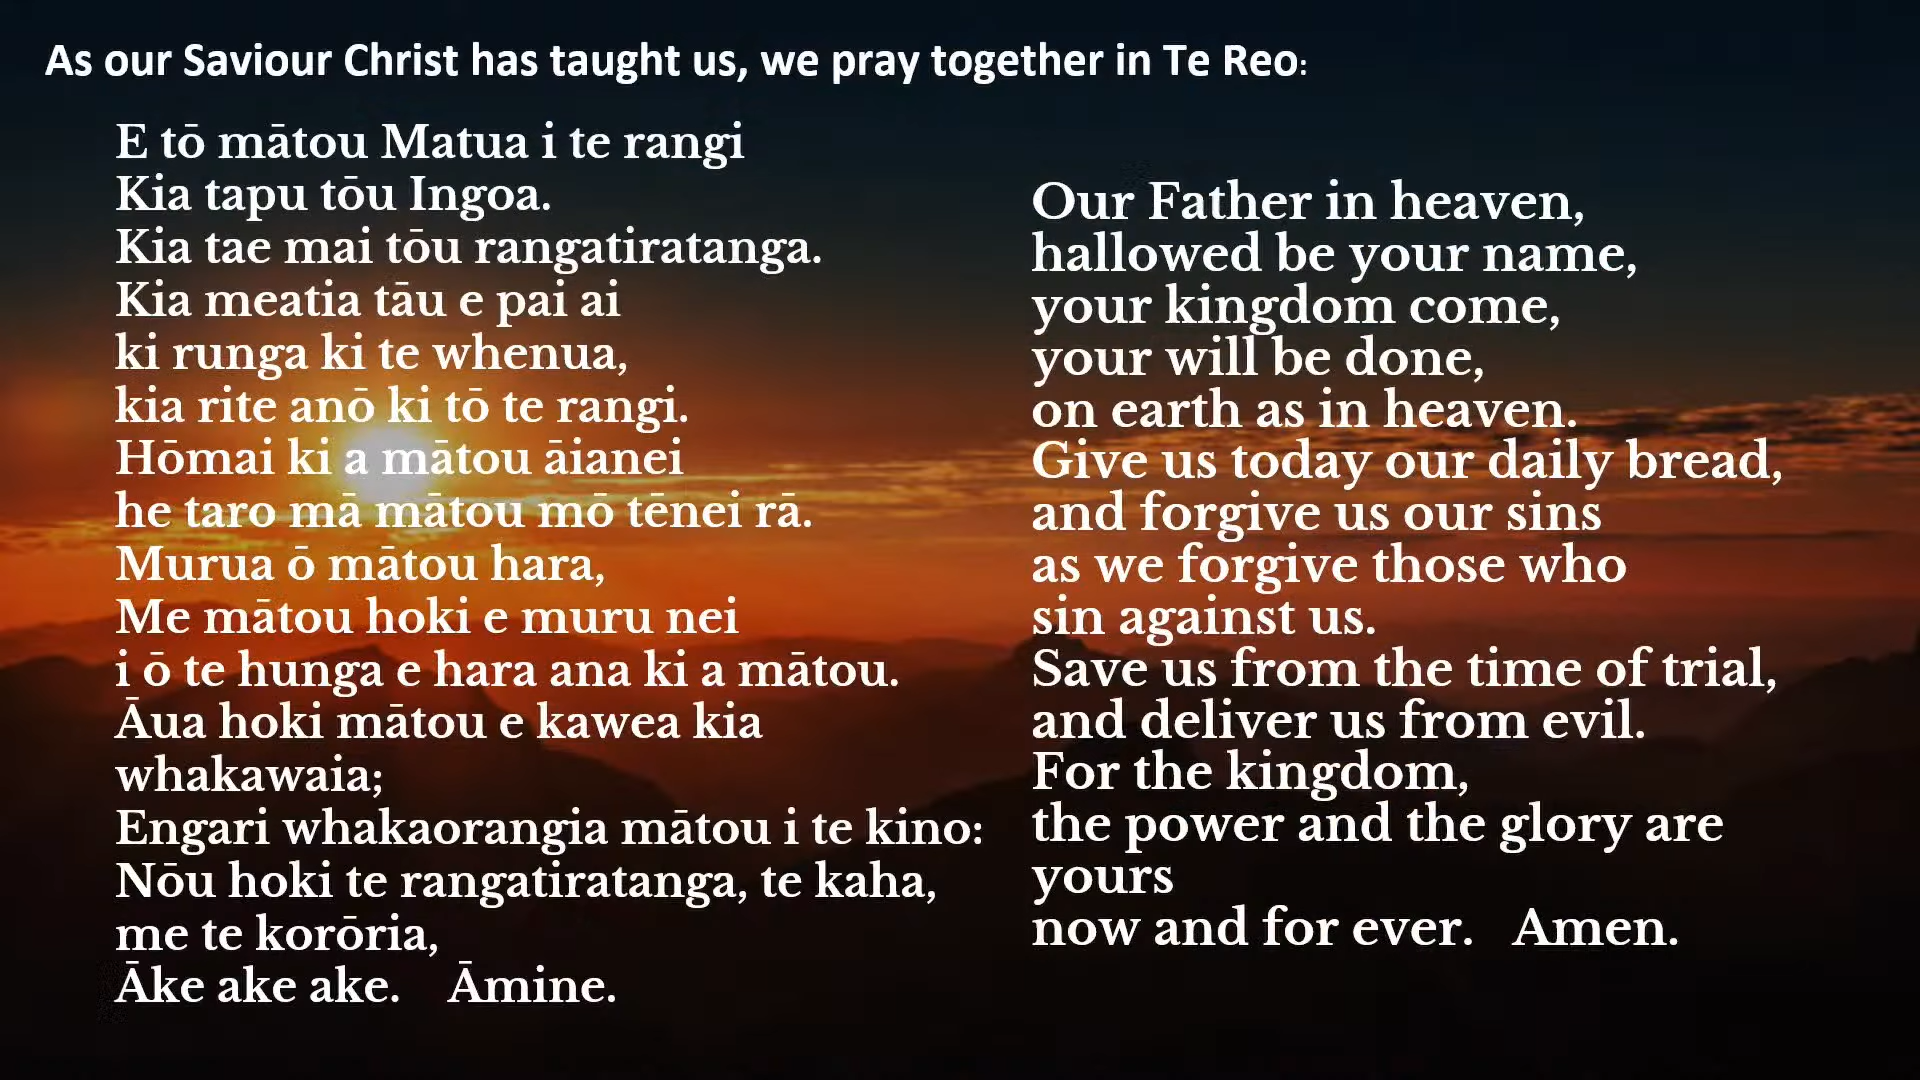 As our Saviour Christ has taught us, we pray together in Te Reo:
E tō mātou Matua i te rangi
Kia tapu tōu Ingoa.
Kia tae mai tōu rangatiratanga.
Kia meatia tāu e pai ai
ki runga ki te whenua,
kia rite anō ki tō te rangi.
Hōmai ki a mātou āianei
he taro mā mātou mō tēnei rā.
Murua ō mātou hara,
Me mātou hoki e muru nei
i ō te hunga e hara ana ki a mātou.
Āua hoki mātou e kawea kia
whakawaia;
Engari whakaorangia mātou i te kino:
Nōu hoki te rangatiratanga, te kaha,
me te korōria,
Āke ake ake. Āmine.
Our Father in heaven,
hallowed be your name,
your kingdom come,
your will be done,
on earth as in heaven.
Give us today our daily bread,
and forgive us our sins
as we forgive those who
sin against us.
Save us from the time of trial,
and deliver us from evil.
For the kingdom,
the power and the glory are
yours
now and for ever. Amen.